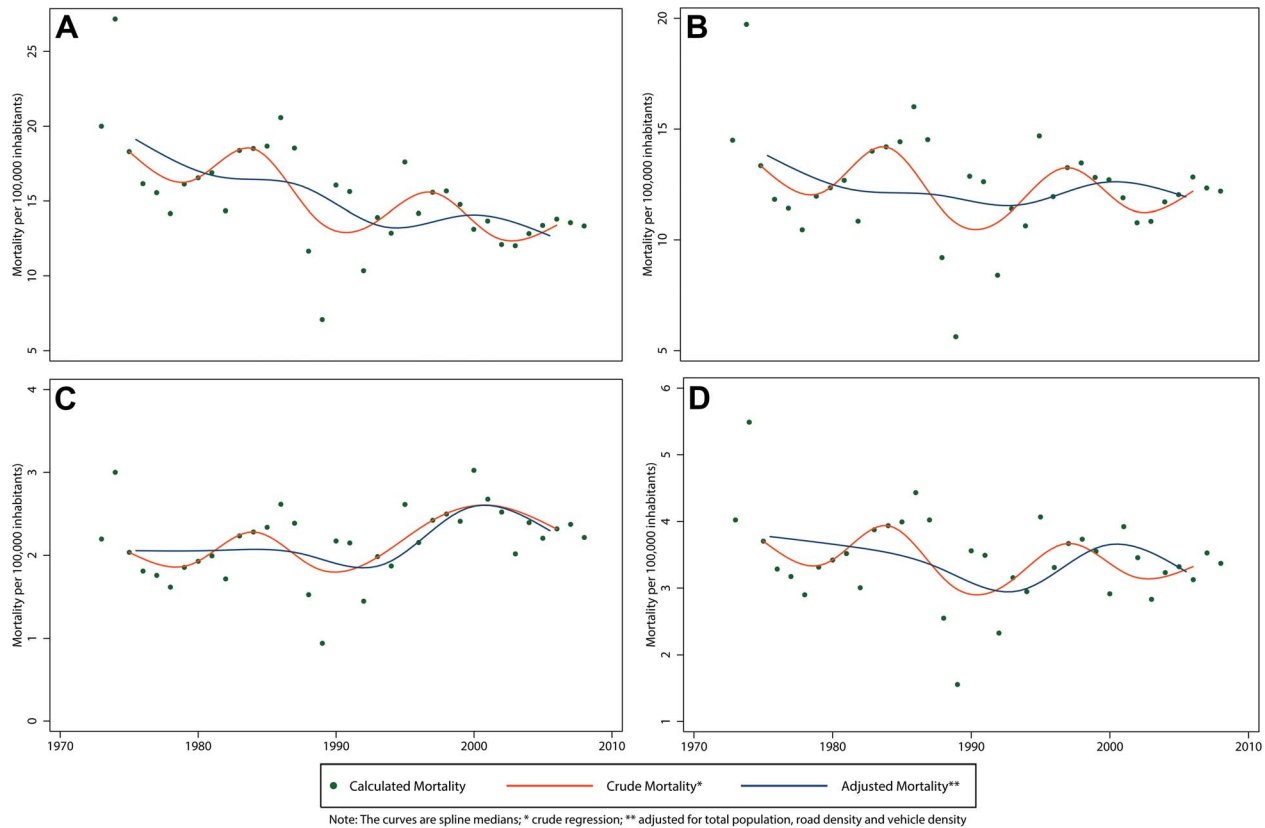 A
B
Mortality per 100,000 inhabitants)
25
20
15
10
5
Mortality per 100,000 inhabitants)
20
15
10
5
C
D
Mortality per 100,000 inhabitants)
4
3
2
1
0
Mortality per 100,000 inhabitants)
6
5
4
3
2
1
1970 1980 1990 2000 2010
1970 1980 1990 2000 2010
Calculated Mortality Crude Mortality* Adjusted Mortality**
Note: The curves are spline medians; * crude regression; ** adjusted for total population, road density and vehicle density